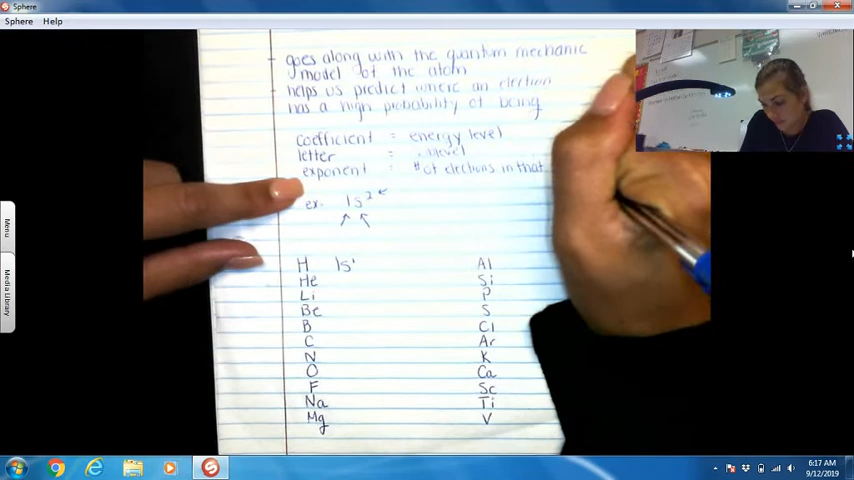 Sphere
Sphere Help
goes along with the quantum mechanic
model of the atom
helps us predict where an electron
has a high probability of being
coefficient = energy level
letter =
exponent = # of electrons in that
ex. 1s²
H 1s¹
He
Li
Be
B
C
N
O
F
Na
Mg
Al
Si
P
S
Cl
Ar
K
Ca
Sc
Ti
V
Menu
Media Library
6:17 AM
9/12/2019